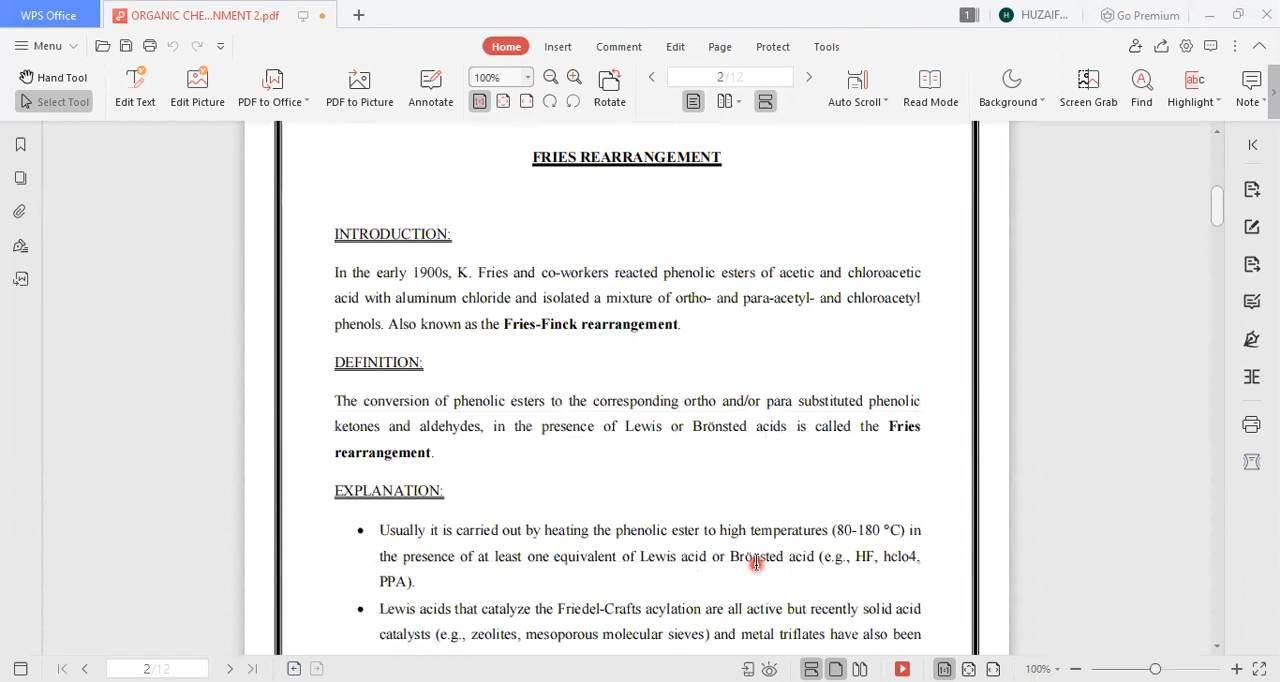 WPS Office
ORGANIC CHE...NMENT 2.pdf
1
H
HUZAIF...
Go Premium
Menu
Home
Insert
Comment
Edit
Page
Protect
Tools
Hand Tool
Select Tool
Edit Text
Edit Picture
PDF to Office
PDF to Picture
Annotate
100%
Rotate
2/12
Auto Scroll
Read Mode
Background
Screen Grab
Find
Highlight
Note
FRIES REARRANGEMENT
INTRODUCTION:
In the early 1900s, K. Fries and co-workers reacted phenolic esters of acetic and chloroacetic
acid with aluminum chloride and isolated a mixture of ortho- and para-acetyl- and chloroacetyl
phenols. Also known as the Fries-Finck rearrangement.
DEFINITION:
The conversion of phenolic esters to the corresponding ortho and/or para substituted phenolic
ketones and aldehydes, in the presence of Lewis or Brönsted acids is called the Fries
rearrangement.
EXPLANATION:
• Usually it is carried out by heating the phenolic ester to high temperatures (80-180 °C) in
the presence of at least one equivalent of Lewis acid or Brönsted acid (e.g., HF, hclo4,
PPA).
• Lewis acids that catalyze the Friedel-Crafts acylation are all active but recently solid acid
catalysts (e.g., zeolites, mesoporous molecular sieves) and metal triflates have also been
2/12
100%